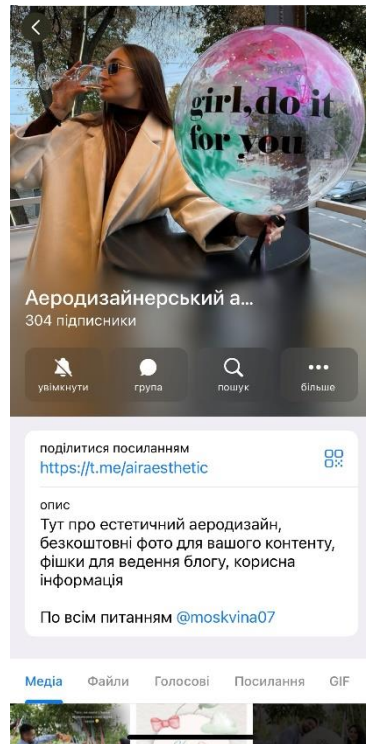 girl, do it
for you
Аеродизайнерський а...
304 підписники
увімкнути
група
пошук
більше
поділитися посиланням
https://t.me/airaesthetic
опис
Тут про естетичний аеродизайн,
безкоштовні фото для вашого контенту,
фішки для ведення блогу, корисна
інформація
По всім питанням @moskvina07
Медіа Файли Голосові Посилання GIF